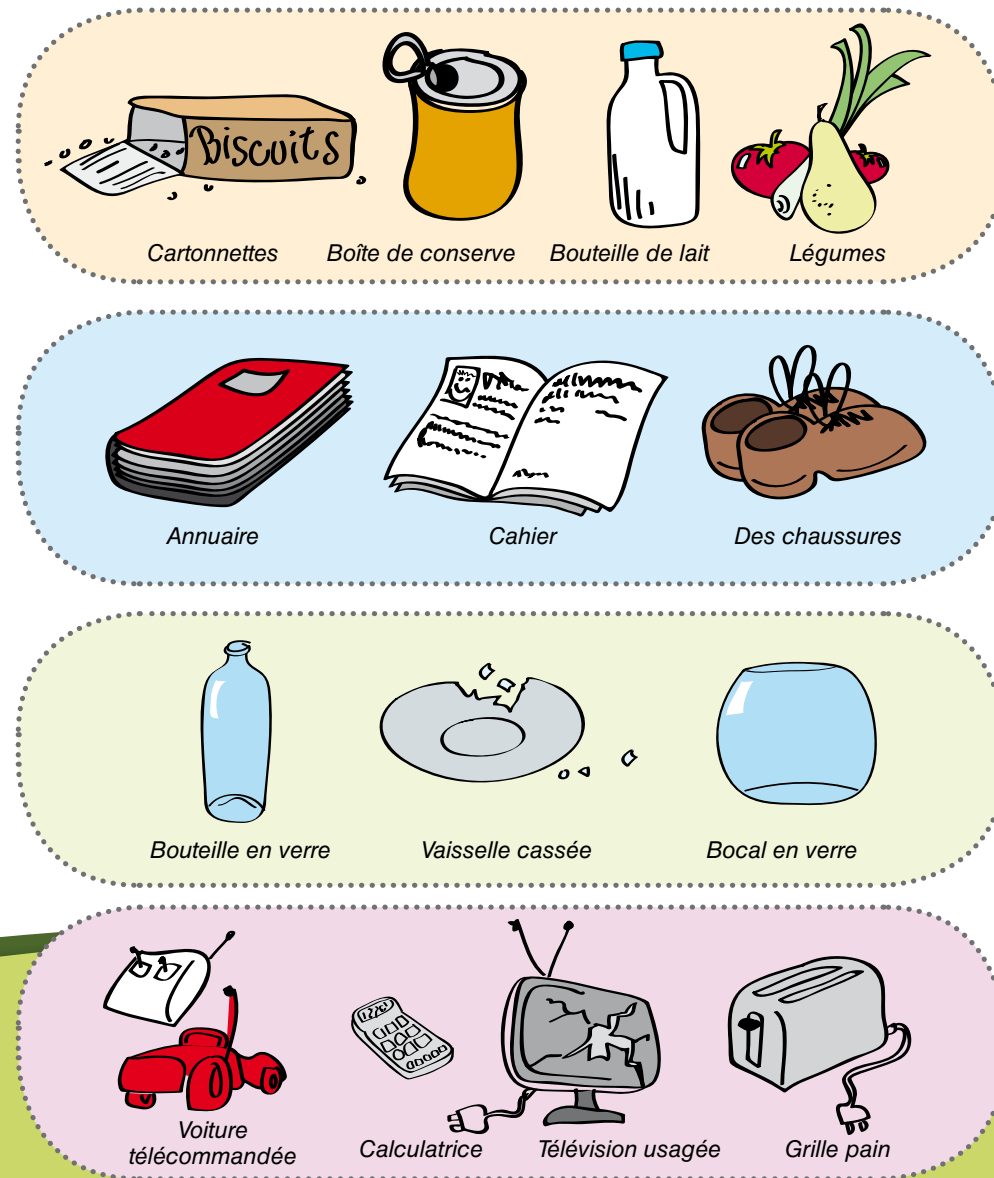 Biscuits
Cartonnettes Boîte de conserve Bouteille de lait Légumes
Annuaire Cahier Des chaussures
Bouteille en verre Vaisselle cassée Bocal en verre
Voiture
télécommandée Calculatrice Télévision usagée Grille pain